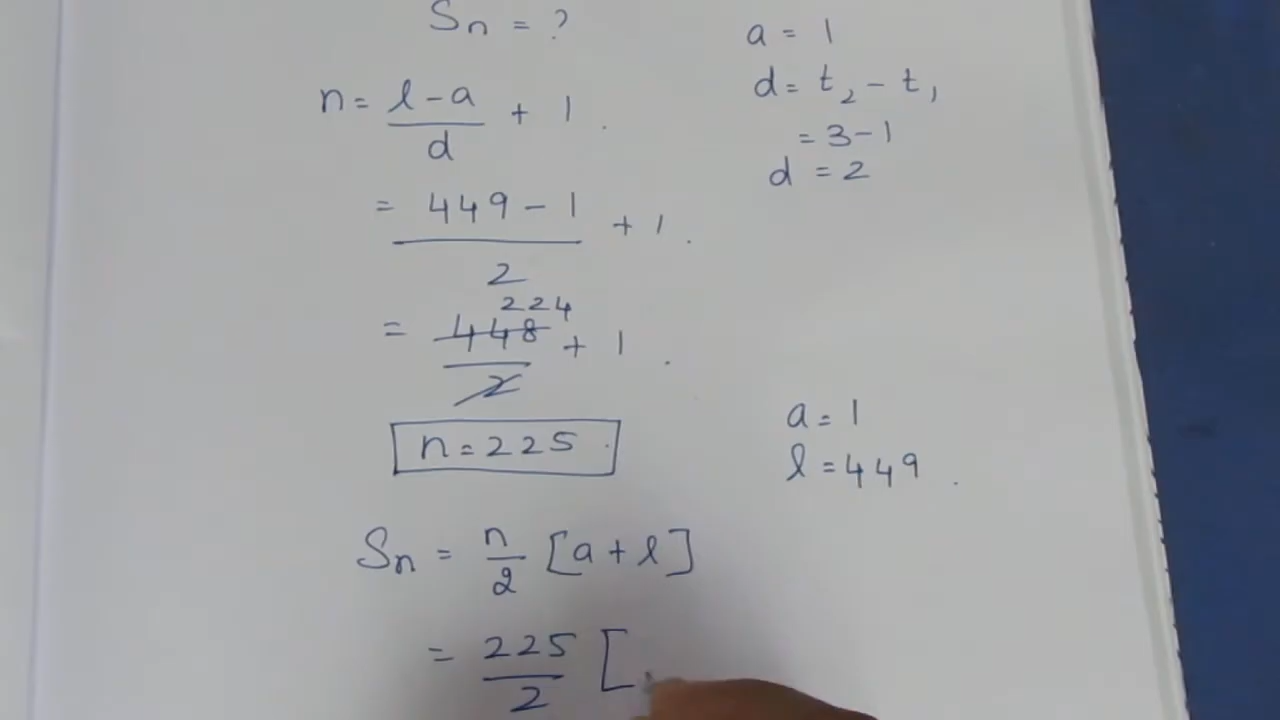 Sn = ?
a = 1
n = l - a / d + 1.
d = t2 - t1
= 3 - 1
d = 2
= 449 - 1 / 2 + 1.
= 448 / 2 + 1.
224
n = 225.
a = 1
l = 449.
Sn = n / 2 [a + l]
= 225 / 2 [